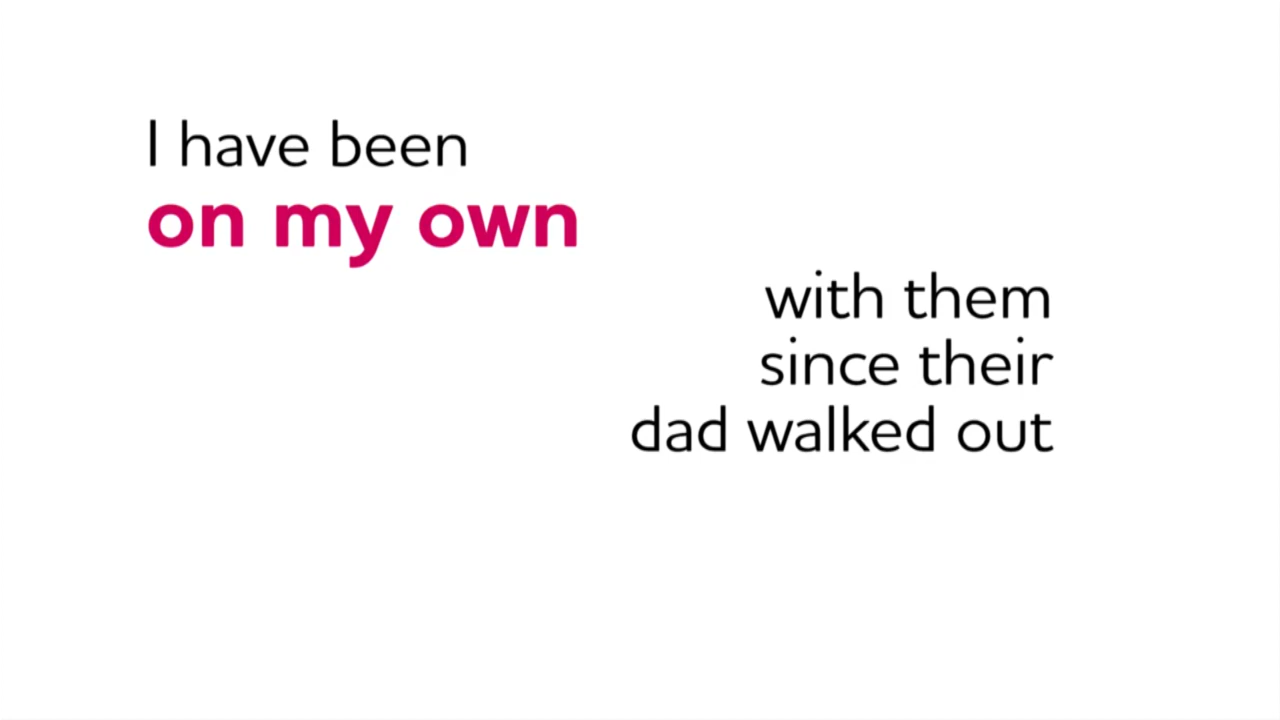 I have been
on my own
with them
since their
dad walked out